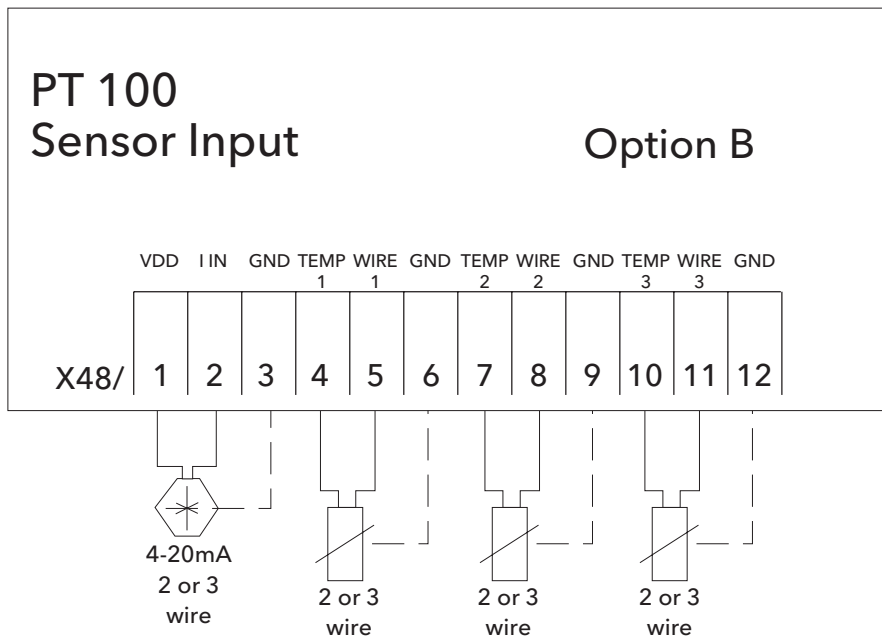 PT 100
Sensor Input
Option B
VDD I IN GND TEMP WIRE GND TEMP WIRE GND TEMP WIRE GND
1 1 2 2 3 3
X48/ 1 2 3 4 5 6 7 8 9 10 11 12
4-20mA
2 or 3
wire
2 or 3
wire
2 or 3
wire
2 or 3
wire